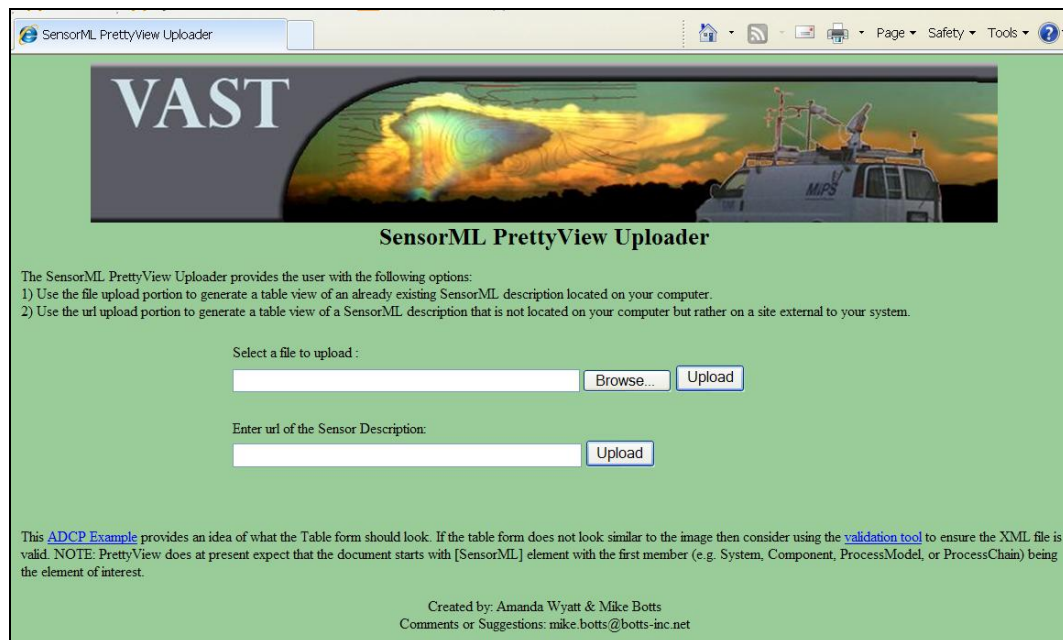 SensorML PrettyView Uploader
Page Safety Tools
VAST
MiPS
SensorML PrettyView Uploader
The SensorML PrettyView Uploader provides the user with the following options:
1) Use the file upload portion to generate a table view of an already existing SensorML description located on your computer.
2) Use the url upload portion to generate a table view of a SensorML description that is not located on your computer but rather on a site external to your system.
Select a file to upload :
Browse... Upload
Enter url of the Sensor Description:
Upload
This ADCP Example provides an idea of what the Table form should look. If the table form does not look similar to the image then consider using the validation tool to ensure the XML file is
valid. NOTE: PrettyView does at present expect that the document starts with [SensorML] element with the first member (e.g. System, Component, ProcessModel, or ProcessChain) being
the element of interest.
Created by: Amanda Wyatt & Mike Botts
Comments or Suggestions: mike.botts@botts-inc.net